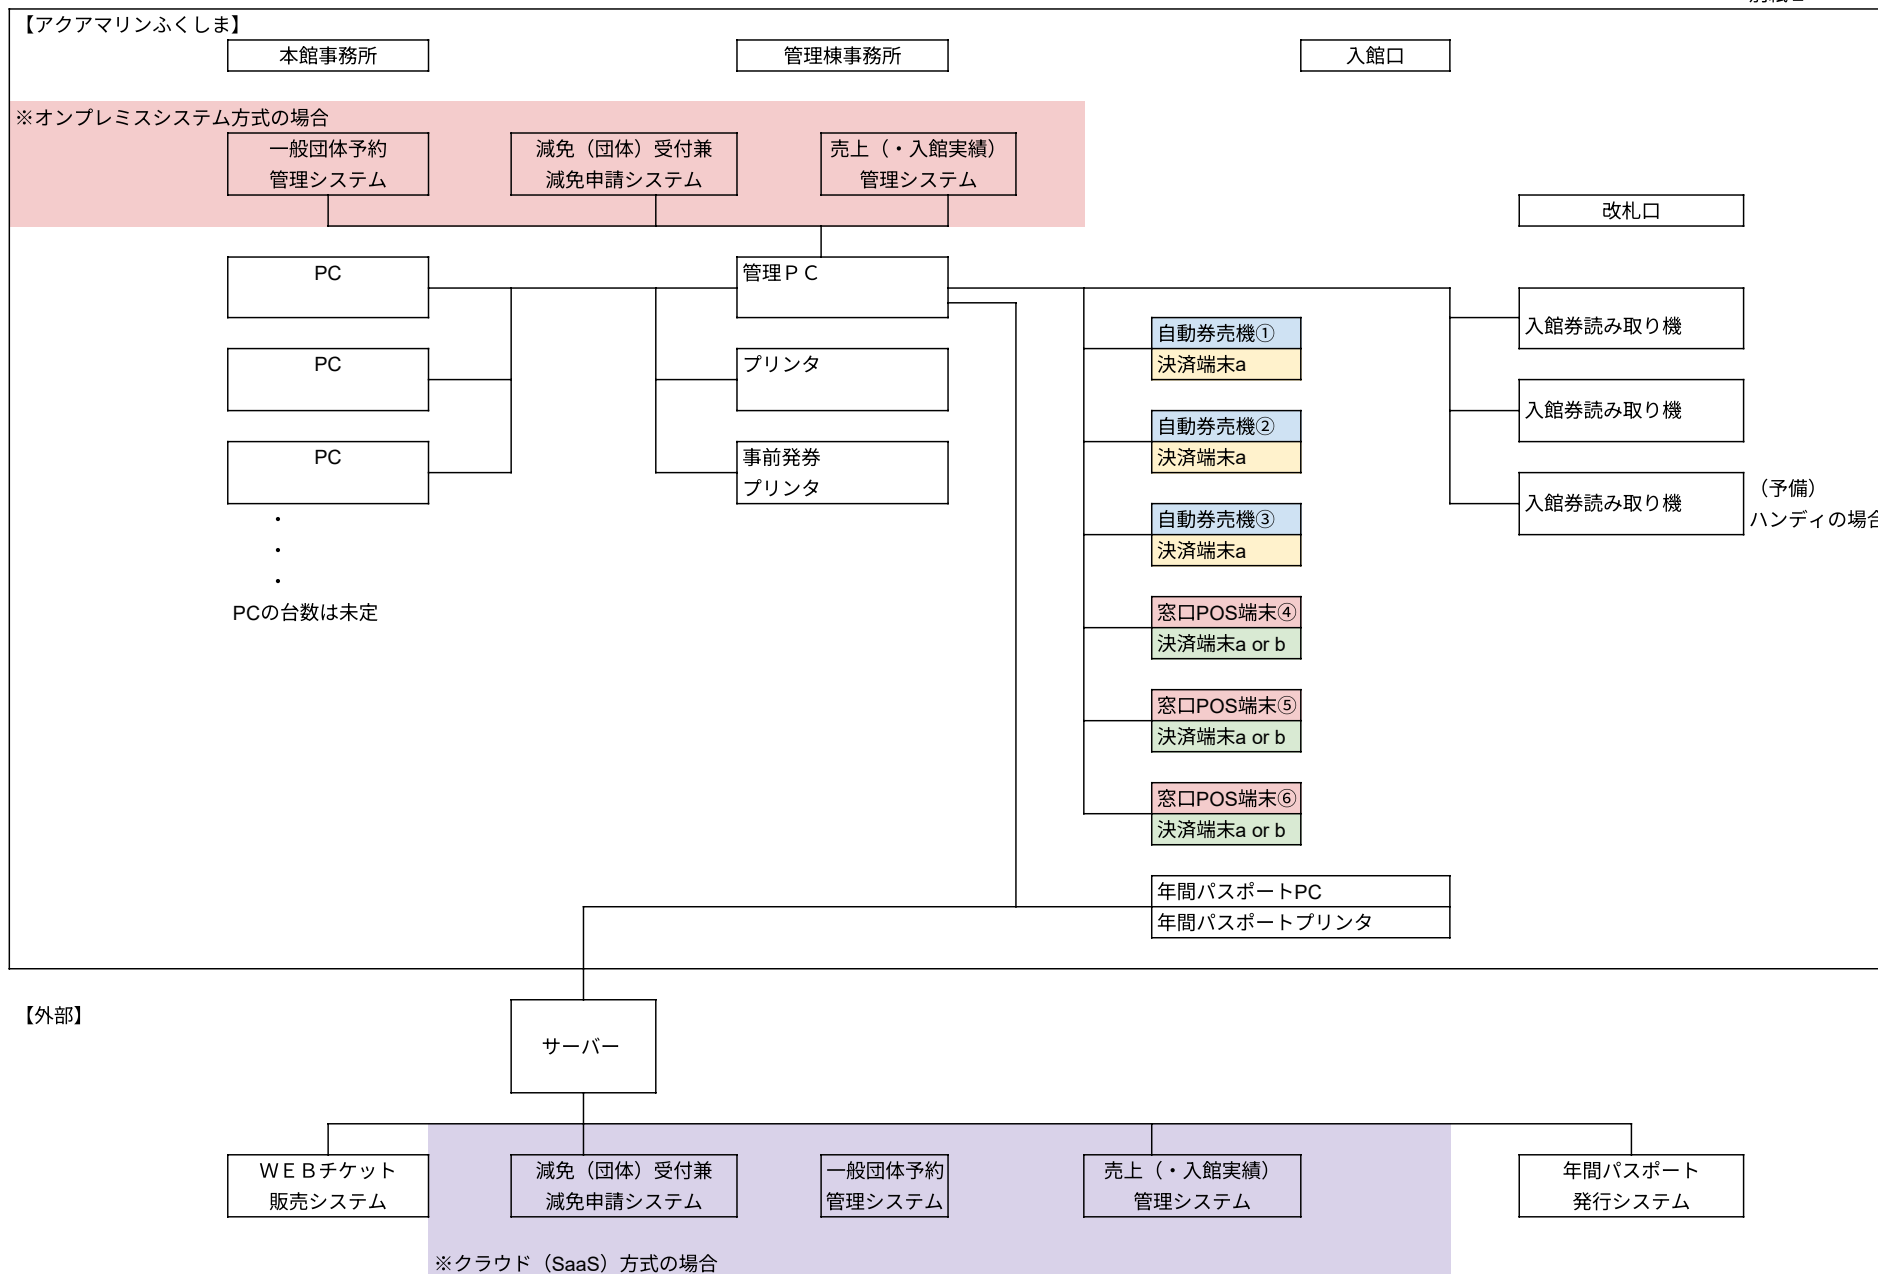 【アクアマリンふくしま】
本館事務所
管理棟事務所
入館口
※オンプレミスシステム方式の場合
一般団体予約
管理システム
減免（団体）受付兼
減免申請システム
売上（・入館実績）
管理システム
改札口
PC
管理ＰＣ
入館券読み取り機
自動券売機①
決済端末a
PC
プリンタ
入館券読み取り機
自動券売機②
決済端末a
PC
事前発券
プリンタ
入館券読み取り機
（予備）
ハンディの場合
自動券売機③
決済端末a
・
・
・
PCの台数は未定
窓口POS端末④
決済端末a or b
窓口POS端末⑤
決済端末a or b
窓口POS端末⑥
決済端末a or b
年間パスポートPC
年間パスポートプリンタ
【外部】
サーバー
ＷＥＢチケット
販売システム
減免（団体）受付兼
減免申請システム
一般団体予約
管理システム
売上（・入館実績）
管理システム
年間パスポート
発行システム
※クラウド（SaaS）方式の場合